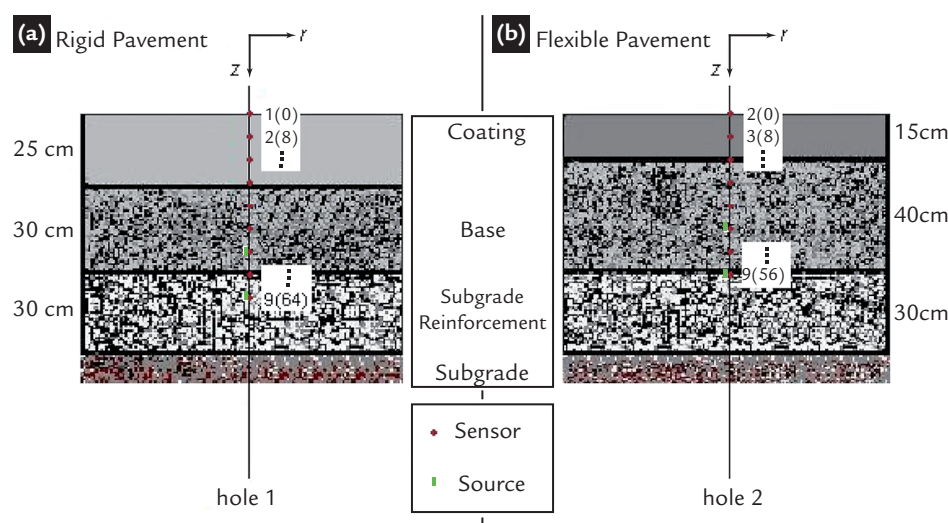 (a) Rigid Pavement
r
z
1(0)
2(8)
25 cm
30 cm
30 cm
9(64)
hole 1
Coating
Base
Subgrade
Reinforcement
Subgrade
Sensor
Source
(b) Flexible Pavement
r
z
2(0)
3(8)
15cm
40cm
9(56)
30cm
hole 2